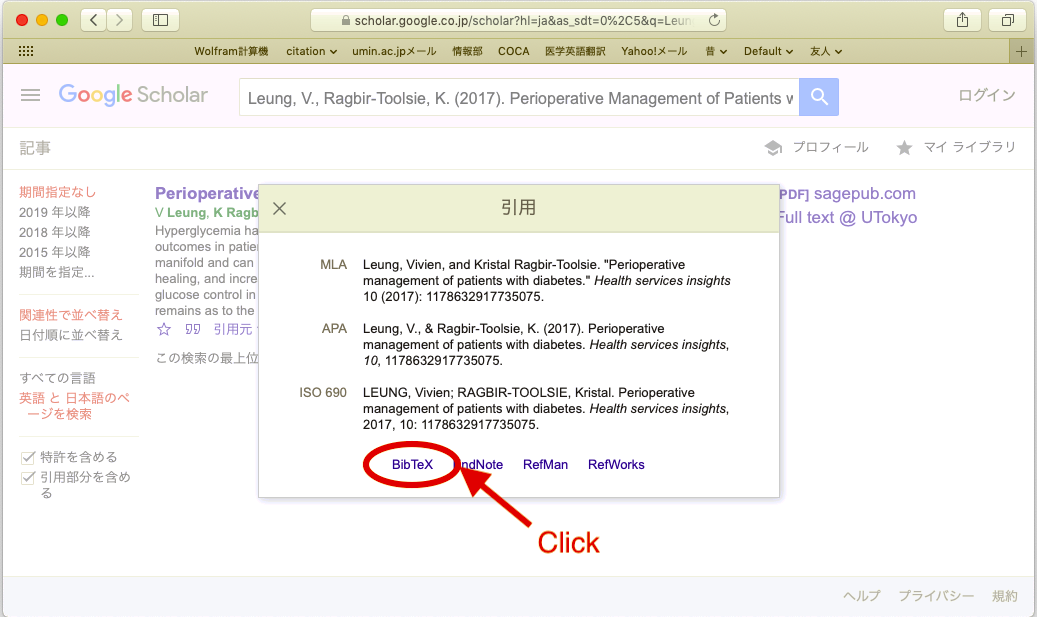 scholar.google.co.jp/scholar?hl=ja&as_sdt=0%2C5&q=Leun
Wolfram計算機 citation umin.ac.jpメール 情報部 COCA 医学英語翻訳 Yahoo!メール 昔 Default 友人
Google Scholar
Leung, V., Ragbir-Toolsie, K. (2017). Perioperative Management of Patients w
ログイン
記事
プロフィール
マイ ライブラリ
期間指定なし
2019 年以降
2018 年以降
2015 年以降
期間を指定...
関連性で並べ替え
日付順に並べ替え
すべての言語
英語 と 日本語のペ
ージを検索
特許を含める
引用部分を含め
る
Perioperative
V Leung, K Ragb
Hyperglycemia ha
outcomes in patie
manifold and can
healing, and incre
glucose control in
remains as to the
引用元
この検索の最上位
PDF] sagepub.com
Full text @ UTokyo
引用
MLA Leung, Vivien, and Kristal Ragbir-Toolsie. "Perioperative
management of patients with diabetes." Health services insights
10 (2017): 1178632917735075.
APA Leung, V., & Ragbir-Toolsie, K. (2017). Perioperative
management of patients with diabetes. Health services insights,
10, 1178632917735075.
ISO 690 LEUNG, Vivien; RAGBIR-TOOLSIE, Kristal. Perioperative
management of patients with diabetes. Health services insights,
2017, 10: 1178632917735075.
BibTeX EndNote RefMan RefWorks
Click
ヘルプ プライバシー 規約